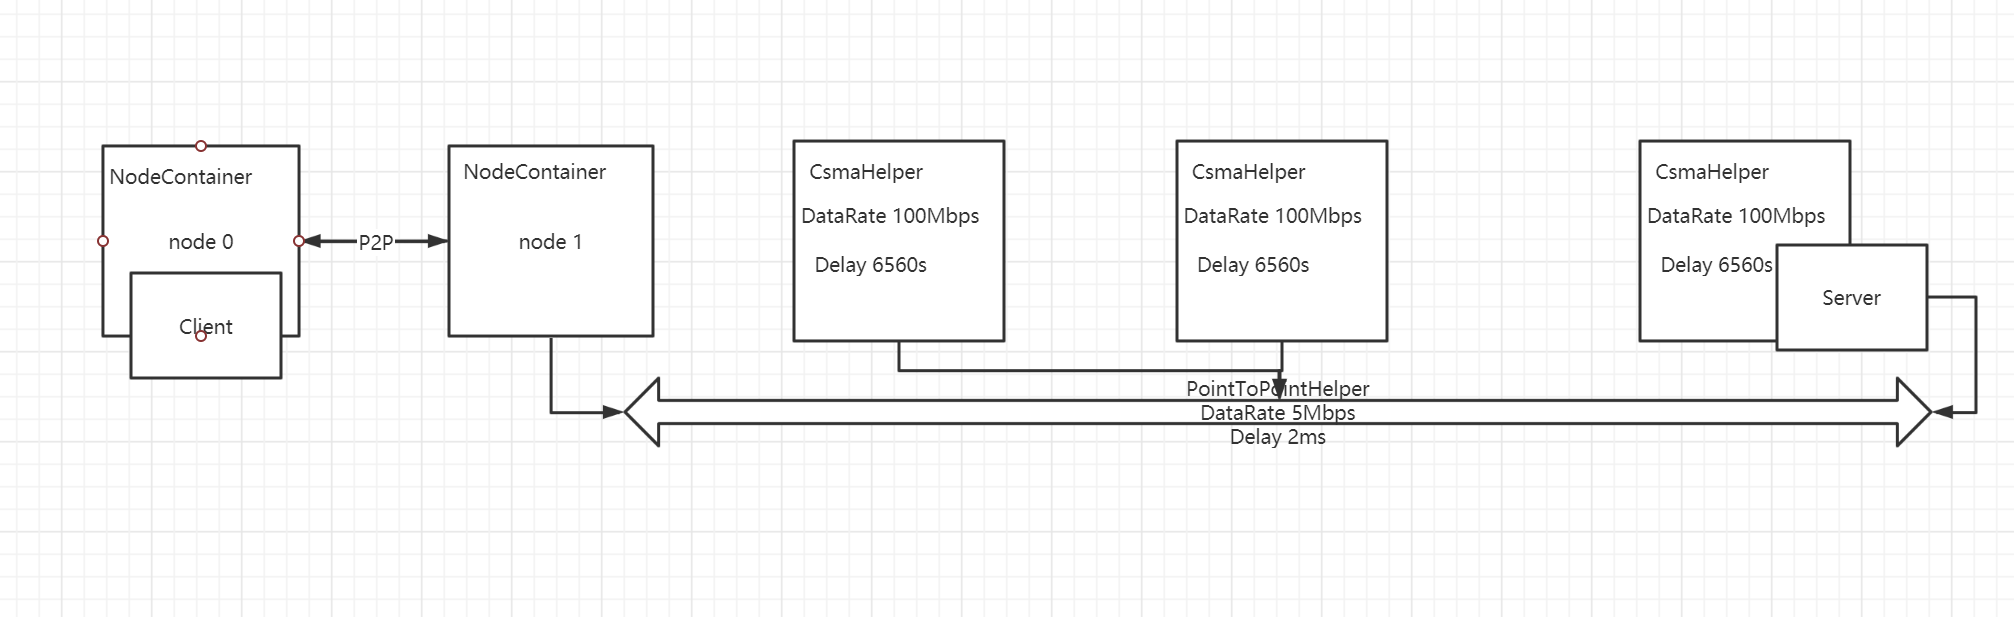 NodeContainer
node 0
Client
P2P
NodeContainer
node 1
CsmaHelper
DataRate 100Mbps
Delay 6560s
CsmaHelper
DataRate 100Mbps
Delay 6560s
CsmaHelper
DataRate 100Mbps
Delay 6560s
Server
PointToPointHelper
DataRate 5Mbps
Delay 2ms